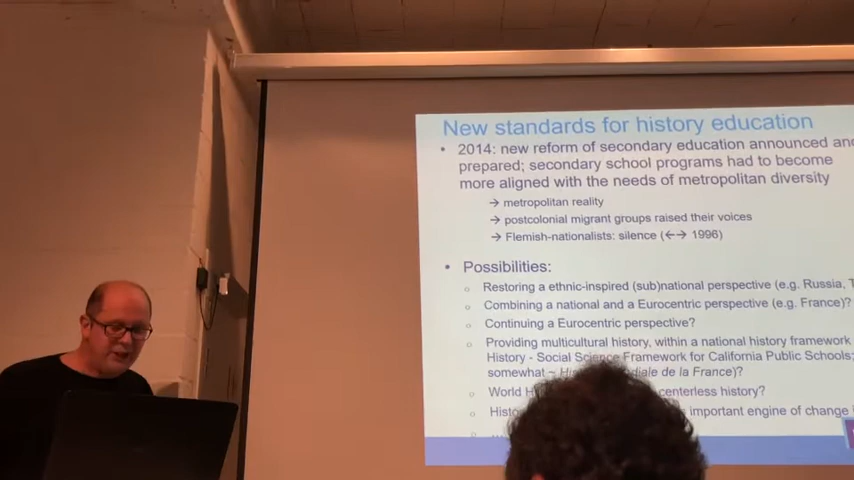 New standards for history education
• 2014: new reform of secondary education announced and
prepared; secondary school programs had to become
more aligned with the needs of metropolitan diversity
→ metropolitan reality
→ postcolonial migrant groups raised their voices
→ Flemish-nationalists: silence (←→ 1996)
• Possibilities:
○ Restoring a ethnic-inspired (sub)national perspective (e.g. Russia, T
○ Combining a national and a Eurocentric perspective (e.g. France)?
○ Continuing a Eurocentric perspective?
○ Providing multicultural history, within a national history framework
History - Social Science Framework for California Public Schools;
somewhat ~ Histoire Mondiale de la France)?
○ World centerless history?
○ important engine of change